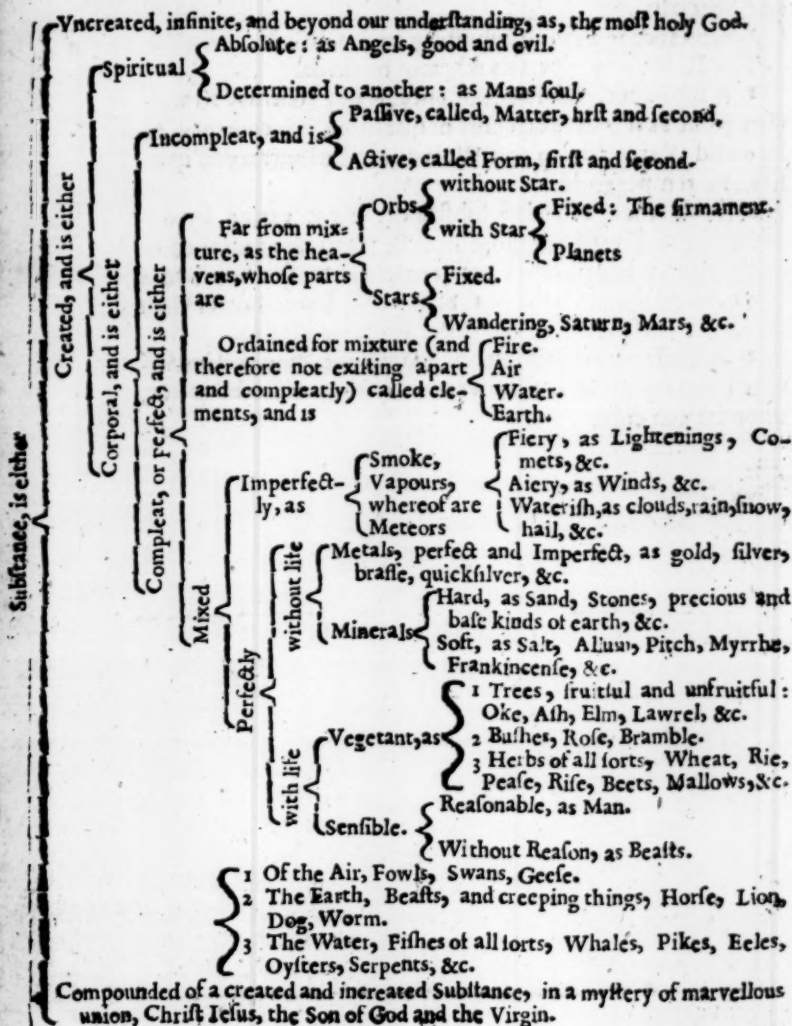 Substance, is either
Vncreated, infinite, and beyond our underſtanding, as, the moſt holy God.
Created, and is either
Spiritual
Abſolute: as Angels, good and evil.
Determined to another: as Mans ſoul.
Corporal, and is either
Incompleat, and is
Paſſive, called, Matter, hrſt and ſecond,
Active, called Form, firſt and ſecond.
Compleat, or perfect, and is either
Far from mix-
ture, as the hea-
vens, whoſe parts
are
Orbs
without Star.
with Star
Fixed: The firmament.
Planets
Stars
Fixed.
Wandering, Saturn, Mars, &c.
Ordained for mixture (and
therefore not exiſting apart
and compleatly) called ele-
ments, and is
Fire.
Air
Water.
Earth.
Mixed
Imperfect-
ly, as
Smoke,
Vapours,
whereof are
Meteors
Fiery, as Lightenings, Co-
mets, &c.
Aiery, as Winds, &c.
Wateriſh, as clouds, rain, ſnow,
hail, &c.
Perfectly
without life
Metals, perfect and Imperfect, as gold, ſilver,
braſſe, quickſilver, &c.
Minerals
Hard, as Sand, Stones, precious and
baſe kinds of earth, &c.
Soft, as Salt, Allum, Pitch, Myrrhe,
Frankincenſe, &c.
with life
Vegetant, as
1 Trees, fruitful and unfruitful:
Oke, Aſh, Elm, Lawrel, &c.
2 Buſhes, Roſe, Bramble.
3 Herbs of all ſorts, Wheat, Rie,
Peaſe, Riſe, Beets, Mallows, &c.
Senſible.
Reaſonable, as Man.
Without Reaſon, as Beaſts.
1 Of the Air, Fowls, Swans, Geeſe.
2 The Earth, Beaſts, and creeping things, Horſe, Lion,
Dog, Worm.
3 The Water, Fiſhes of all ſorts, Whales, Pikes, Eeles,
Oyſters, Serpents, &c.
Compounded of a created and increated Subſtance, in a myſtery of marvellous
union, Chriſt Ieſus, the Son of God and the Virgin.